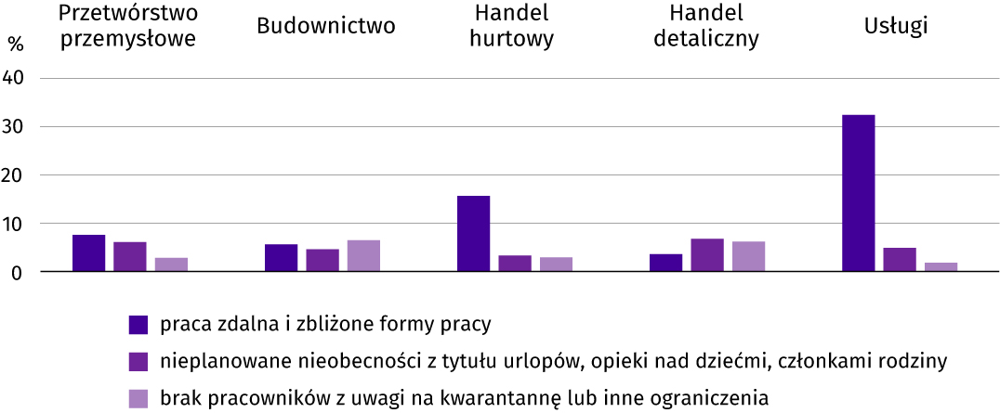 Przetwórstwo
przemysłowe
Budownictwo
Handel
hurtowy
Handel
detaliczny
Usługi
%
40
30
20
10
0
praca zdalna i zbliżone formy pracy
nieplanowane nieobecności z tytułu urlopów, opieki nad dziećmi, członkami rodziny
brak pracowników z uwagi na kwarantannę lub inne ograniczenia